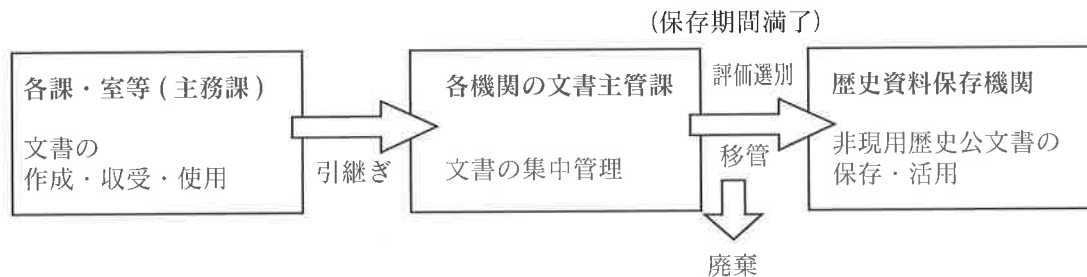 (保存期間満了)
各課・室等 ( 主務課 )
文書の
作成・収受・使用
引継ぎ
各機関の文書主管課
文書の集中管理
評価選別
移管
廃棄
歴史資料保存機関
非現用歴史公文書の
保存・活用